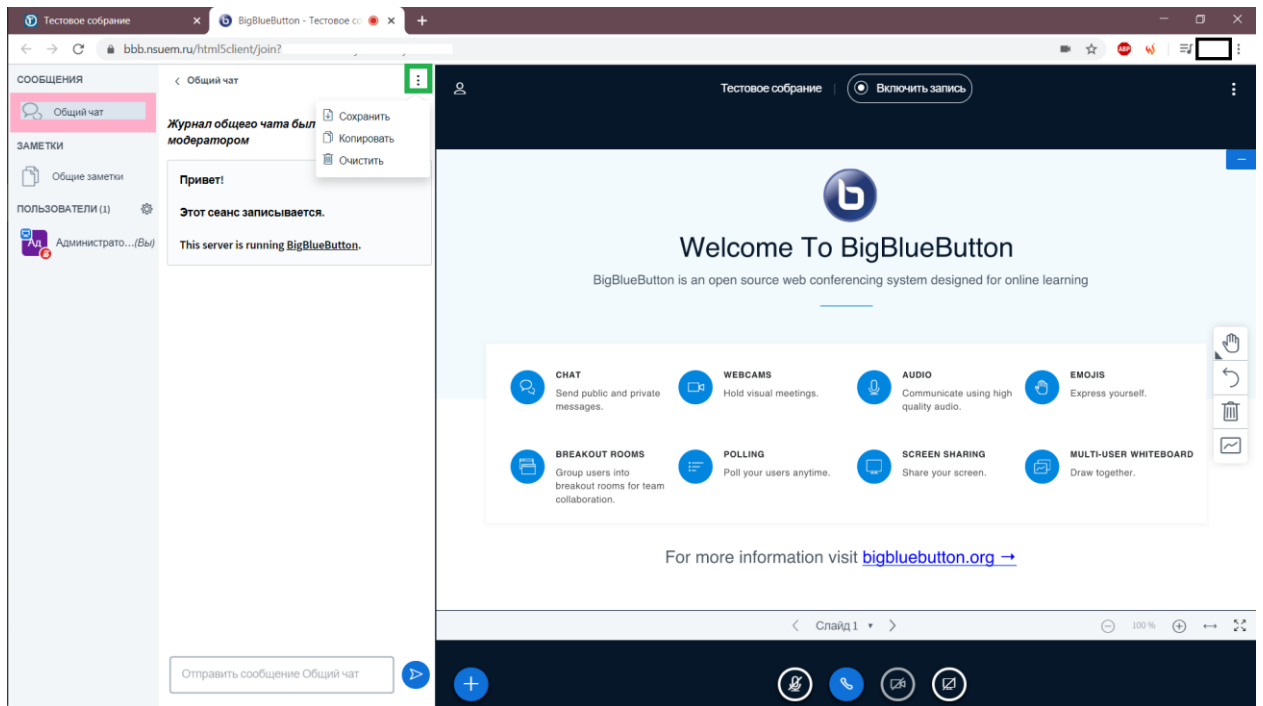 Тестовое собрание
BigBlueButton - Тестовое со
bbb.nsuem.ru/html5client/join?
ABP
СООБЩЕНИЯ
Общий чат
ЗАМЕТКИ
Общие заметки
ПОЛЬЗОВАТЕЛИ (1)
Ад
Администрато...(Вы)
Общий чат
Сохранить
Копировать
Очистить
Журнал общего чата был
модератором
Привет!
Этот сеанс записывается.
This server is running BigBlueButton.
Отправить сообщение Общий чат
Тестовое собрание
Включить запись
Welcome To BigBlueButton
BigBlueButton is an open source web conferencing system designed for online learning
CHAT
Send public and private
messages.
WEBCAMS
Hold visual meetings.
AUDIO
Communicate using high
quality audio.
EMOJIS
Express yourself.
BREAKOUT ROOMS
Group users into
breakout rooms for team
collaboration.
POLLING
Poll your users anytime.
SCREEN SHARING
Share your screen.
MULTI-USER WHITEBOARD
Draw together.
For more information visit bigbluebutton.org →
Слайд 1
100 %